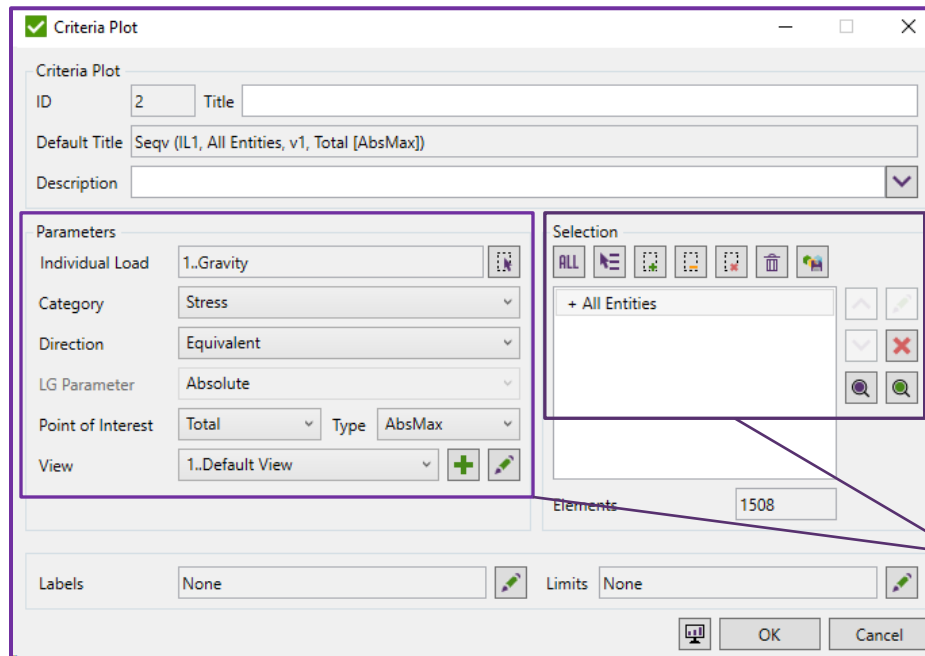 Criteria Plot
Criteria Plot
ID 2 Title
Default Title Seqv (IL1, All Entities, v1, Total [AbsMax])
Description
Parameters
Individual Load 1..Gravity
Category Stress
Direction Equivalent
LG Parameter Absolute
Point of Interest Total Type AbsMax
View 1..Default View
Selection
ALL
+ All Entities
Elements 1508
Labels None Limits None
OK Cancel